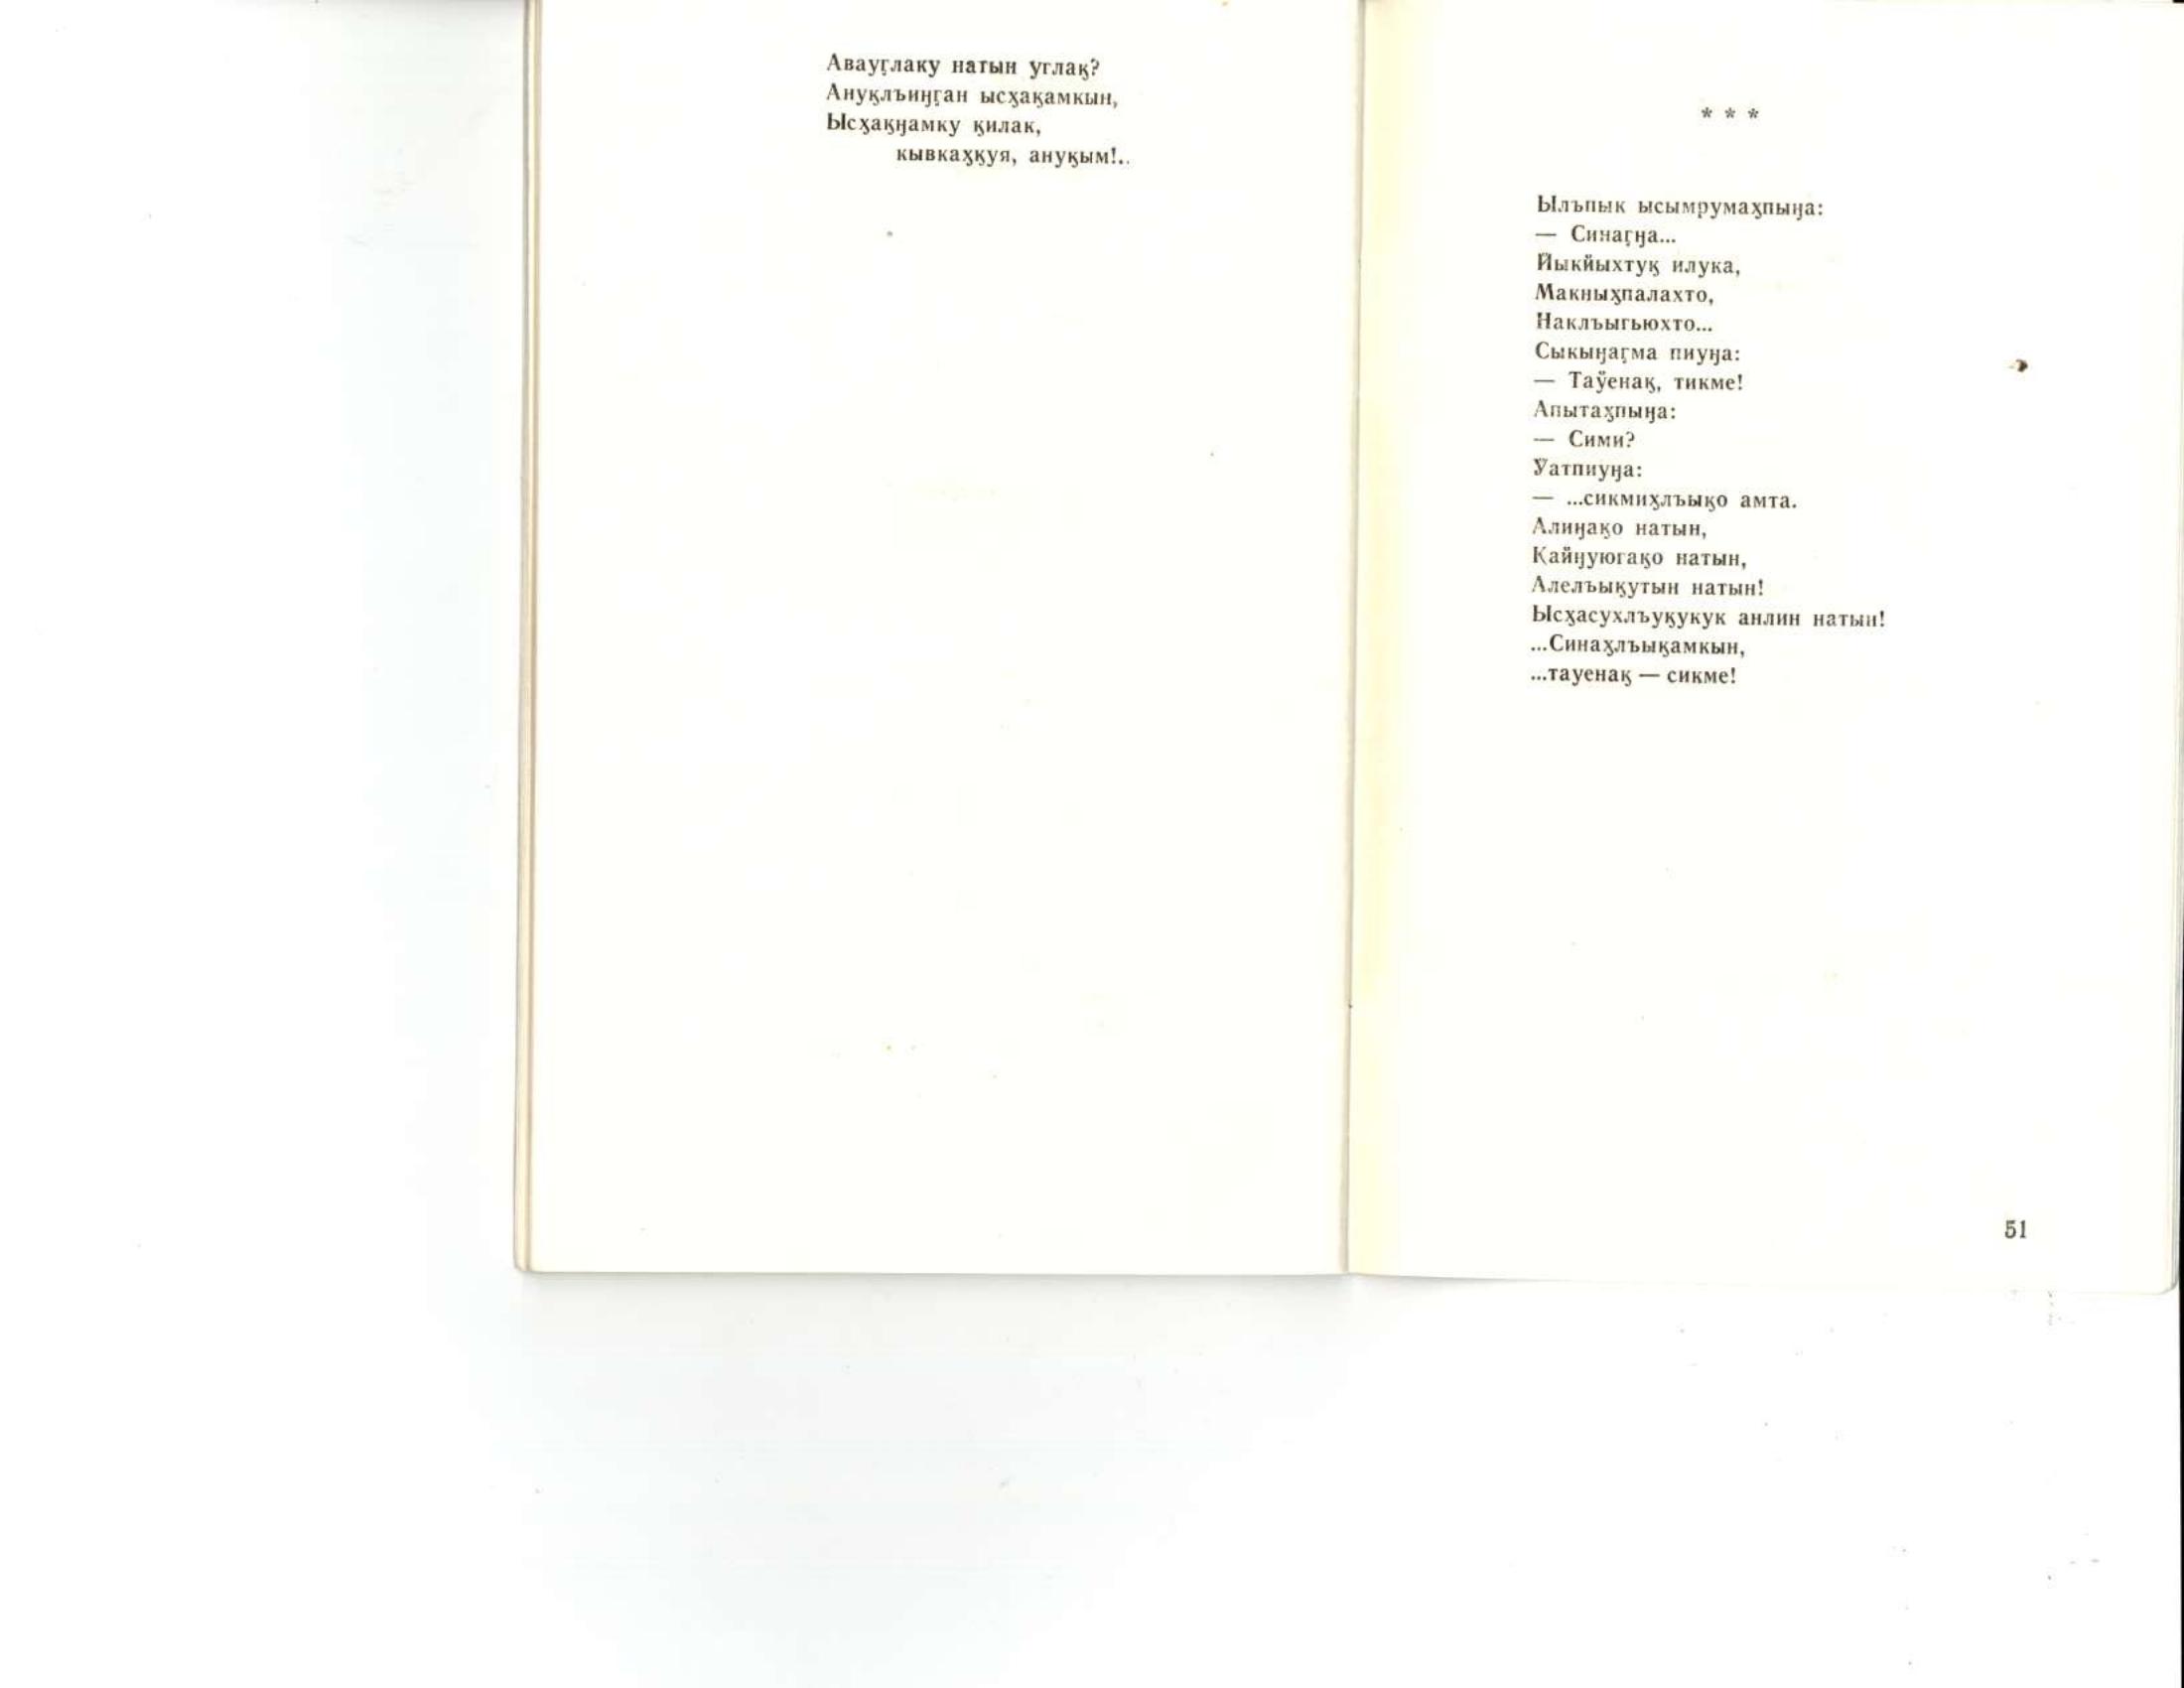 Авауӷлаку натын углаӄ?
Ануӄлъиӈӷан ысӽаӄамкын,
Ысӽаӄӈамку ӄилак,
кывкаӽӄуя, ануӄым!..
* * *
Ылъпык ысымрумаӽпыӈа:
— Синаӷӈа...
Йыкйыхтуӄ илука,
Макныӽпалахто,
Наклъыгьюхто...
Сыкыӈаӷма пиуӈа:
— Таўенаӄ, тикме!
Апытаӽпыӈа:
— Сими?
Ўатпиуӈа:
— ...сикмиӽлъыӄо амта.
Алиӈаӄо натын,
Ӄайӈуюгаӄо натын,
Алелъыӄутын натын!
Ысӽасухлъуӄукук анлин натын!
...Синаӽлъыӄамкын,
...тауенаӄ — сикме!
51